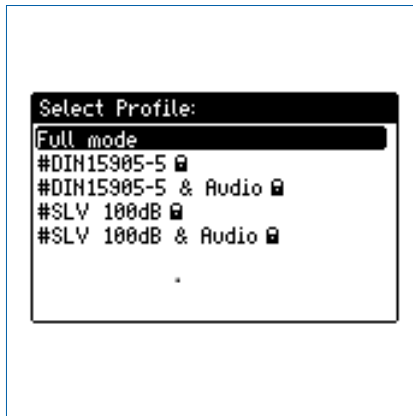 Select Profile:
Full mode
#DIN15905-5
#DIN15905-5 & Audio
#SLV 100dB
#SLV 100dB & Audio